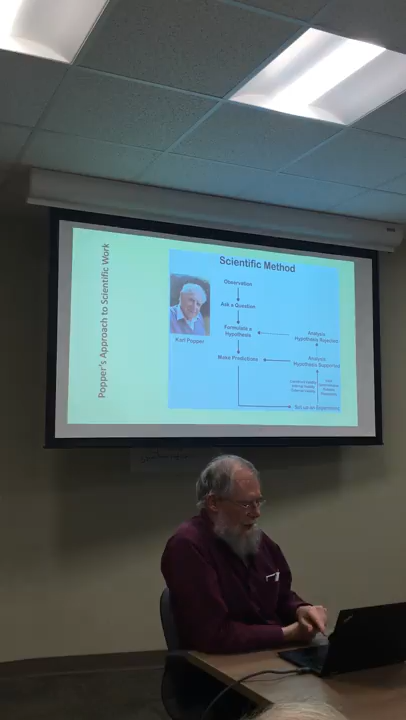 Popper's Approach to Scientific Work
Scientific Method
Observation
Ask a Question
Formulate a
Hypothesis
Karl Popper
Make Predictions
Analysis:
Hypothesis Rejected
Analysis:
Hypothesis Supported
Set up an Experiment